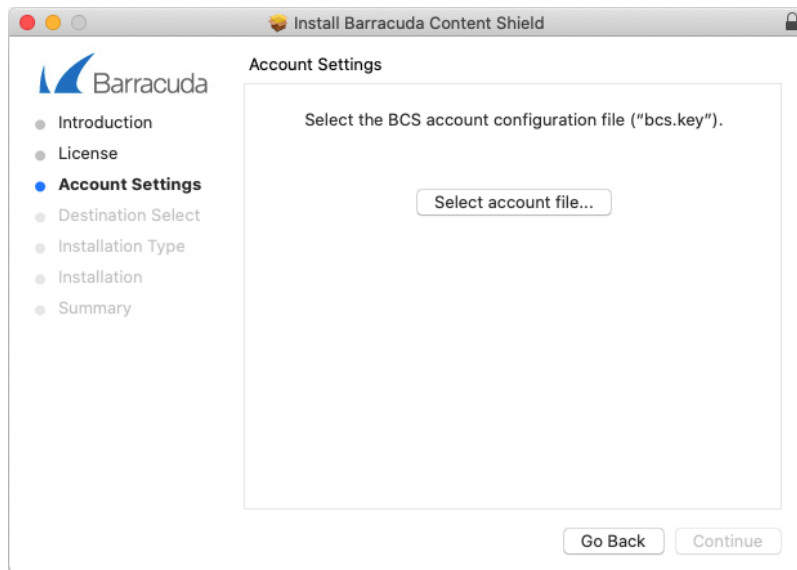 Install Barracuda Content Shield
Barracuda
Introduction
License
Account Settings
Destination Select
Installation Type
Installation
Summary
Account Settings
Select the BCS account configuration file (“bcs.key”).
Select account file...
Go Back
Continue